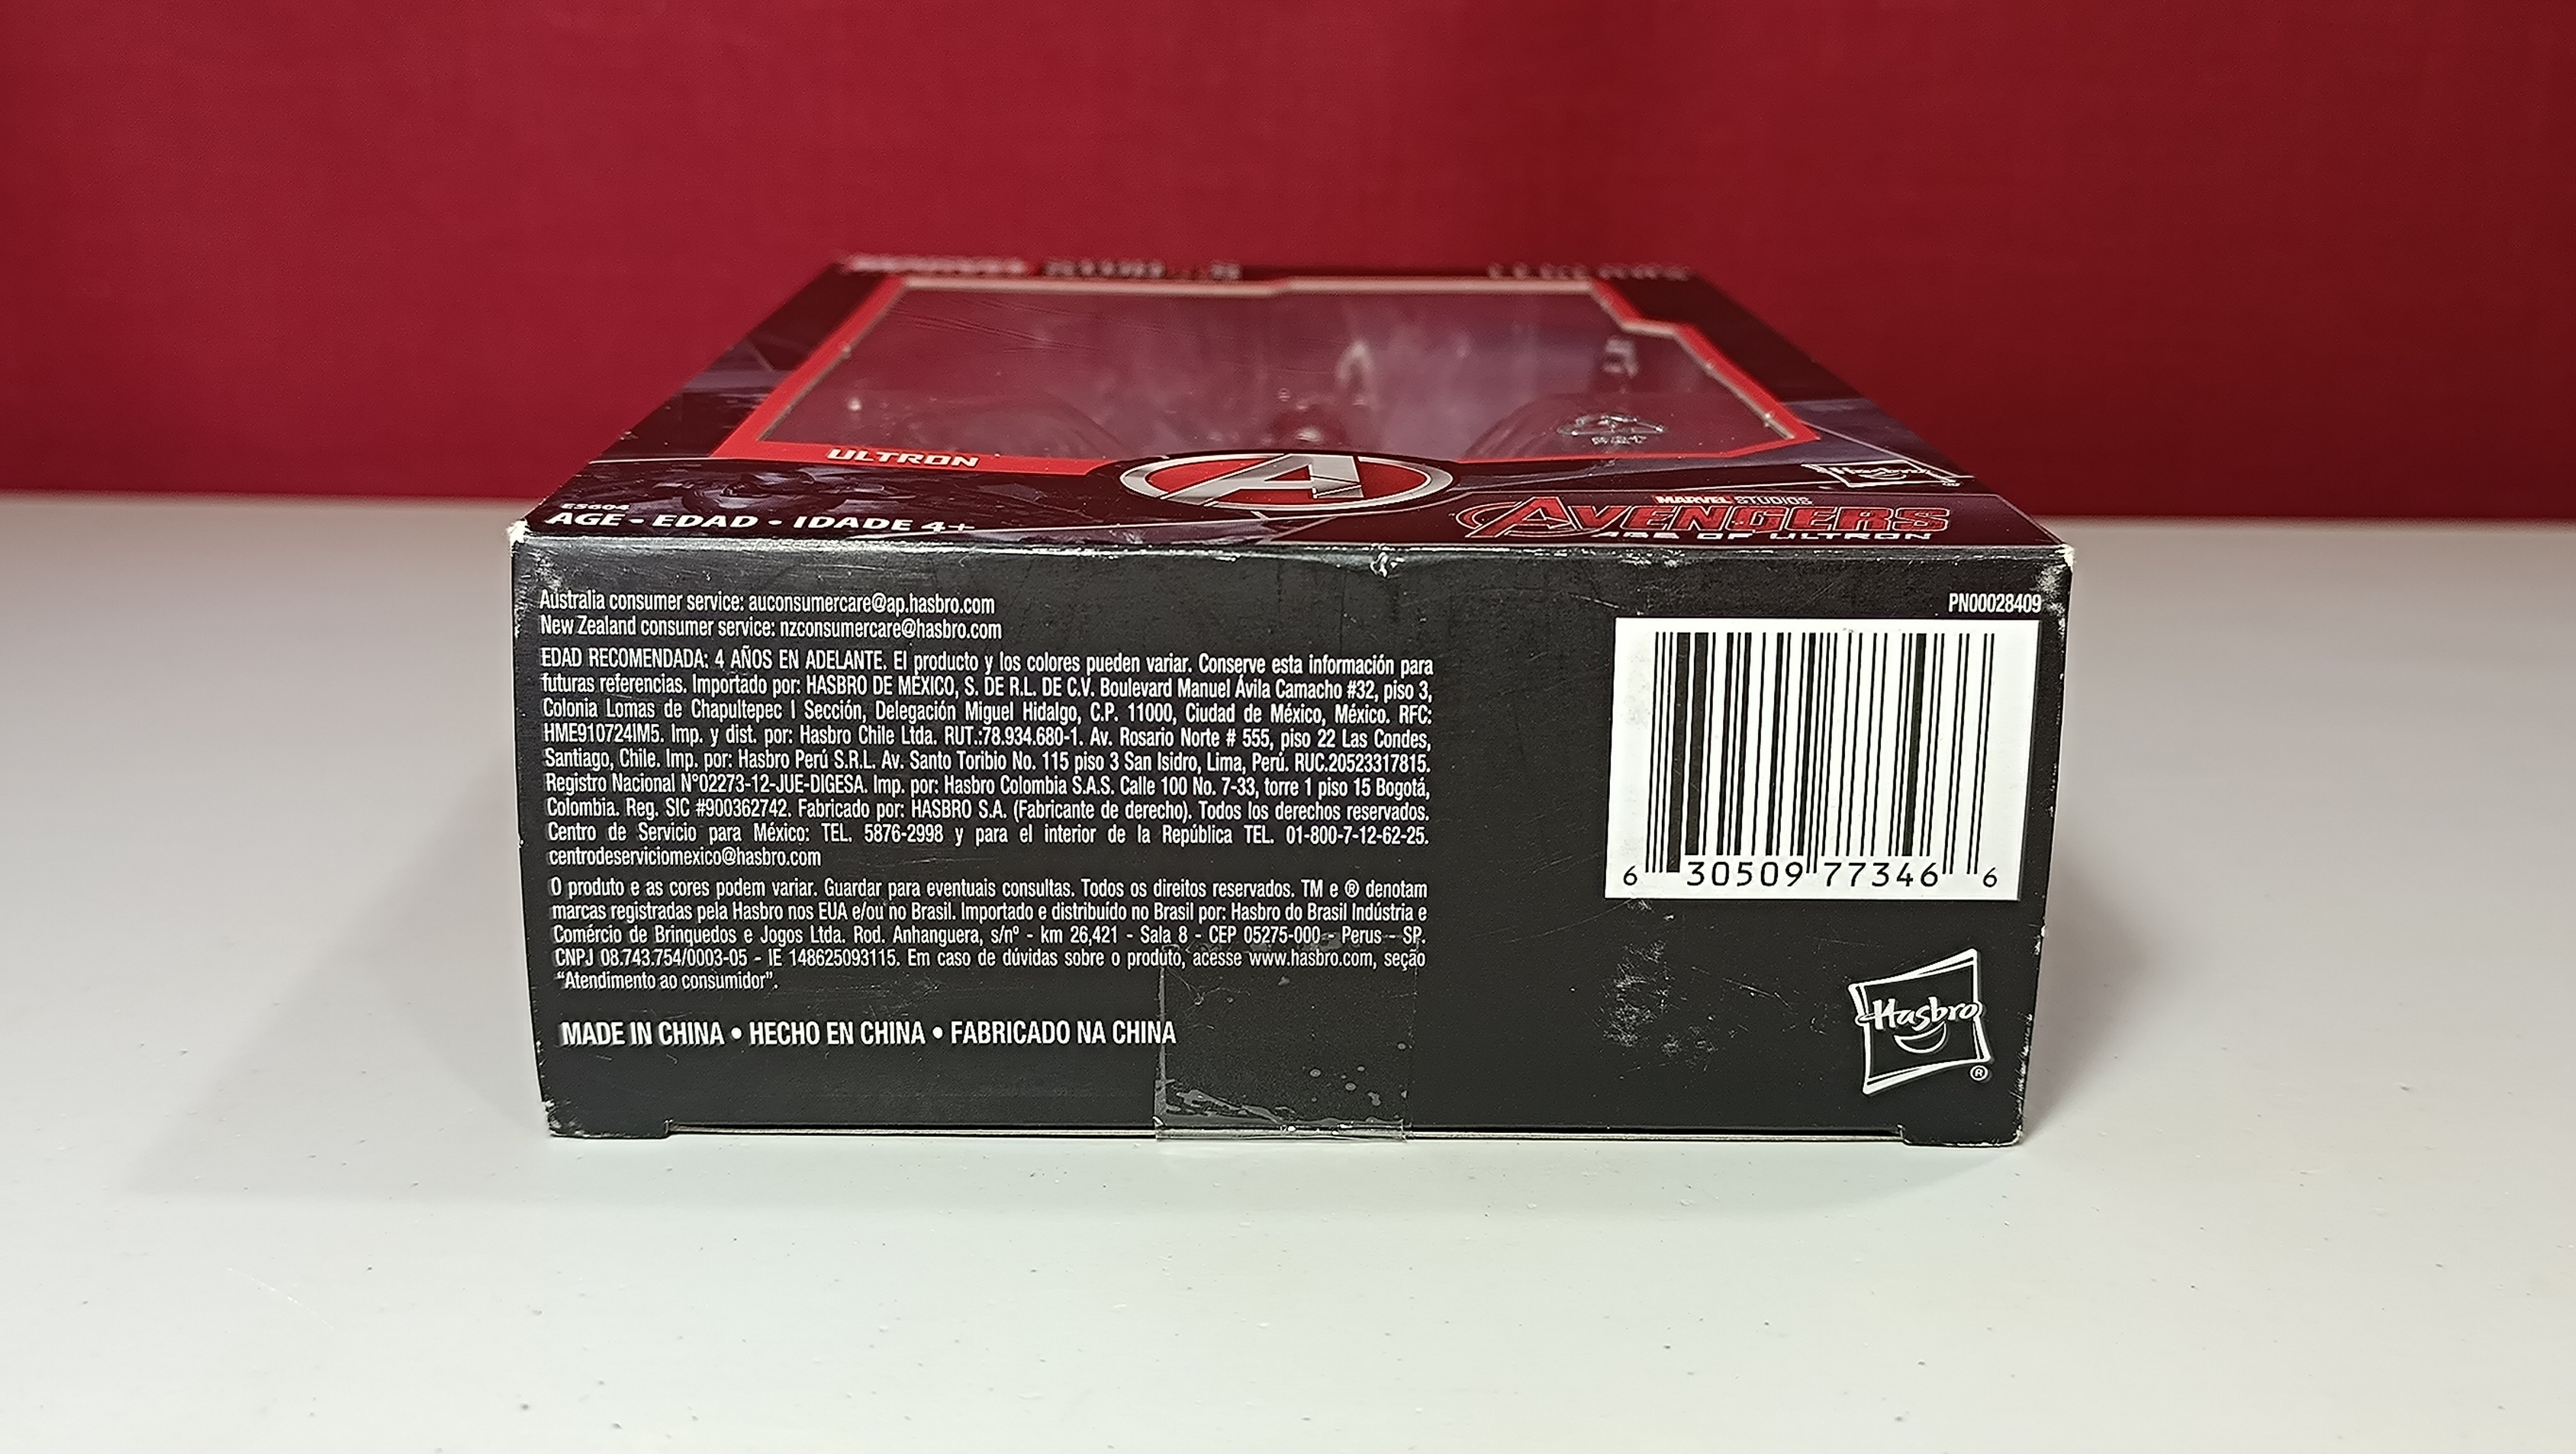 ULTRON
Hasbro
E5604
AGE • EDAD • IDADE 4+
MARVEL STUDIOS
AVENGERS
AGE OF ULTRON
Australia consumer service: auconsumercare@ap.hasbro.com
New Zealand consumer service: nzconsumercare@hasbro.com
EDAD RECOMENDADA: 4 AÑOS EN ADELANTE. El producto y los colores pueden variar. Conserve esta información para
futuras referencias. Importado por: HASBRO DE MÉXICO, S. DE R.L. DE C.V. Boulevard Manuel Ávila Camacho #32, piso 3,
Colonia Lomas de Chapultepec I Sección, Delegación Miguel Hidalgo, C.P. 11000, Ciudad de México, México. RFC:
HME910724IM5. Imp. y dist. por: Hasbro Chile Ltda. RUT.:78.934.680-1. Av. Rosario Norte # 555, piso 22 Las Condes,
Santiago, Chile. Imp. por: Hasbro Perú S.R.L. Av. Santo Toribio No. 115 piso 3 San Isidro, Lima, Perú. RUC.20523317815.
Registro Nacional N°02273-12-JUE-DIGESA. Imp. por: Hasbro Colombia S.A.S. Calle 100 No. 7-33, torre 1 piso 15 Bogotá,
Colombia. Reg. SIC #900362742. Fabricado por: HASBRO S.A. (Fabricante de derecho). Todos los derechos reservados.
Centro de Servicio para México: TEL. 5876-2998 y para el interior de la República TEL. 01-800-7-12-62-25.
centrodeserviciomexico@hasbro.com
O produto e as cores podem variar. Guardar para eventuais consultas. Todos os direitos reservados. TM e ® denotam
marcas registradas pela Hasbro nos EUA e/ou no Brasil. Importado e distribuído no Brasil por: Hasbro do Brasil Indústria e
Comércio de Brinquedos e Jogos Ltda. Rod. Anhanguera, s/nº - km 26,421 - Sala 8 - CEP 05275-000 - Perus - SP.
CNPJ 08.743.754/0003-05 - IE 148625093115. Em caso de dúvidas sobre o produto, acesse www.hasbro.com, seção
“Atendimento ao consumidor”.
MADE IN CHINA • HECHO EN CHINA • FABRICADO NA CHINA
PN00028409
6 30509 77346 6
Hasbro
®